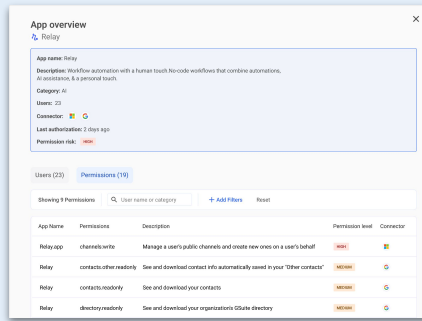 App overview
Relay
App name: Relay
Description: Workflow automation with a human touch.No-code workflows that combine automations,
AI assistance, & a personal touch.
Category: AI
Users: 23
Connector:
Last authorization: 2 days ago
Permission risk: HIGH
Users (23) Permissions (19)
Showing 9 Permissions User name or category + Add Filters Reset
App Name Permissions Description Permission level Connector
Relay.app channels.write Manage a user's public channels and create new ones on a user's behalf HIGH
Relay contacts.other.readonly See and download contact info automatically saved in your "Other contacts" MEDIUM
Relay contacts.readonly See and download your contacts MEDIUM
Relay directory.readonly See and download your organization's GSuite directory MEDIUM